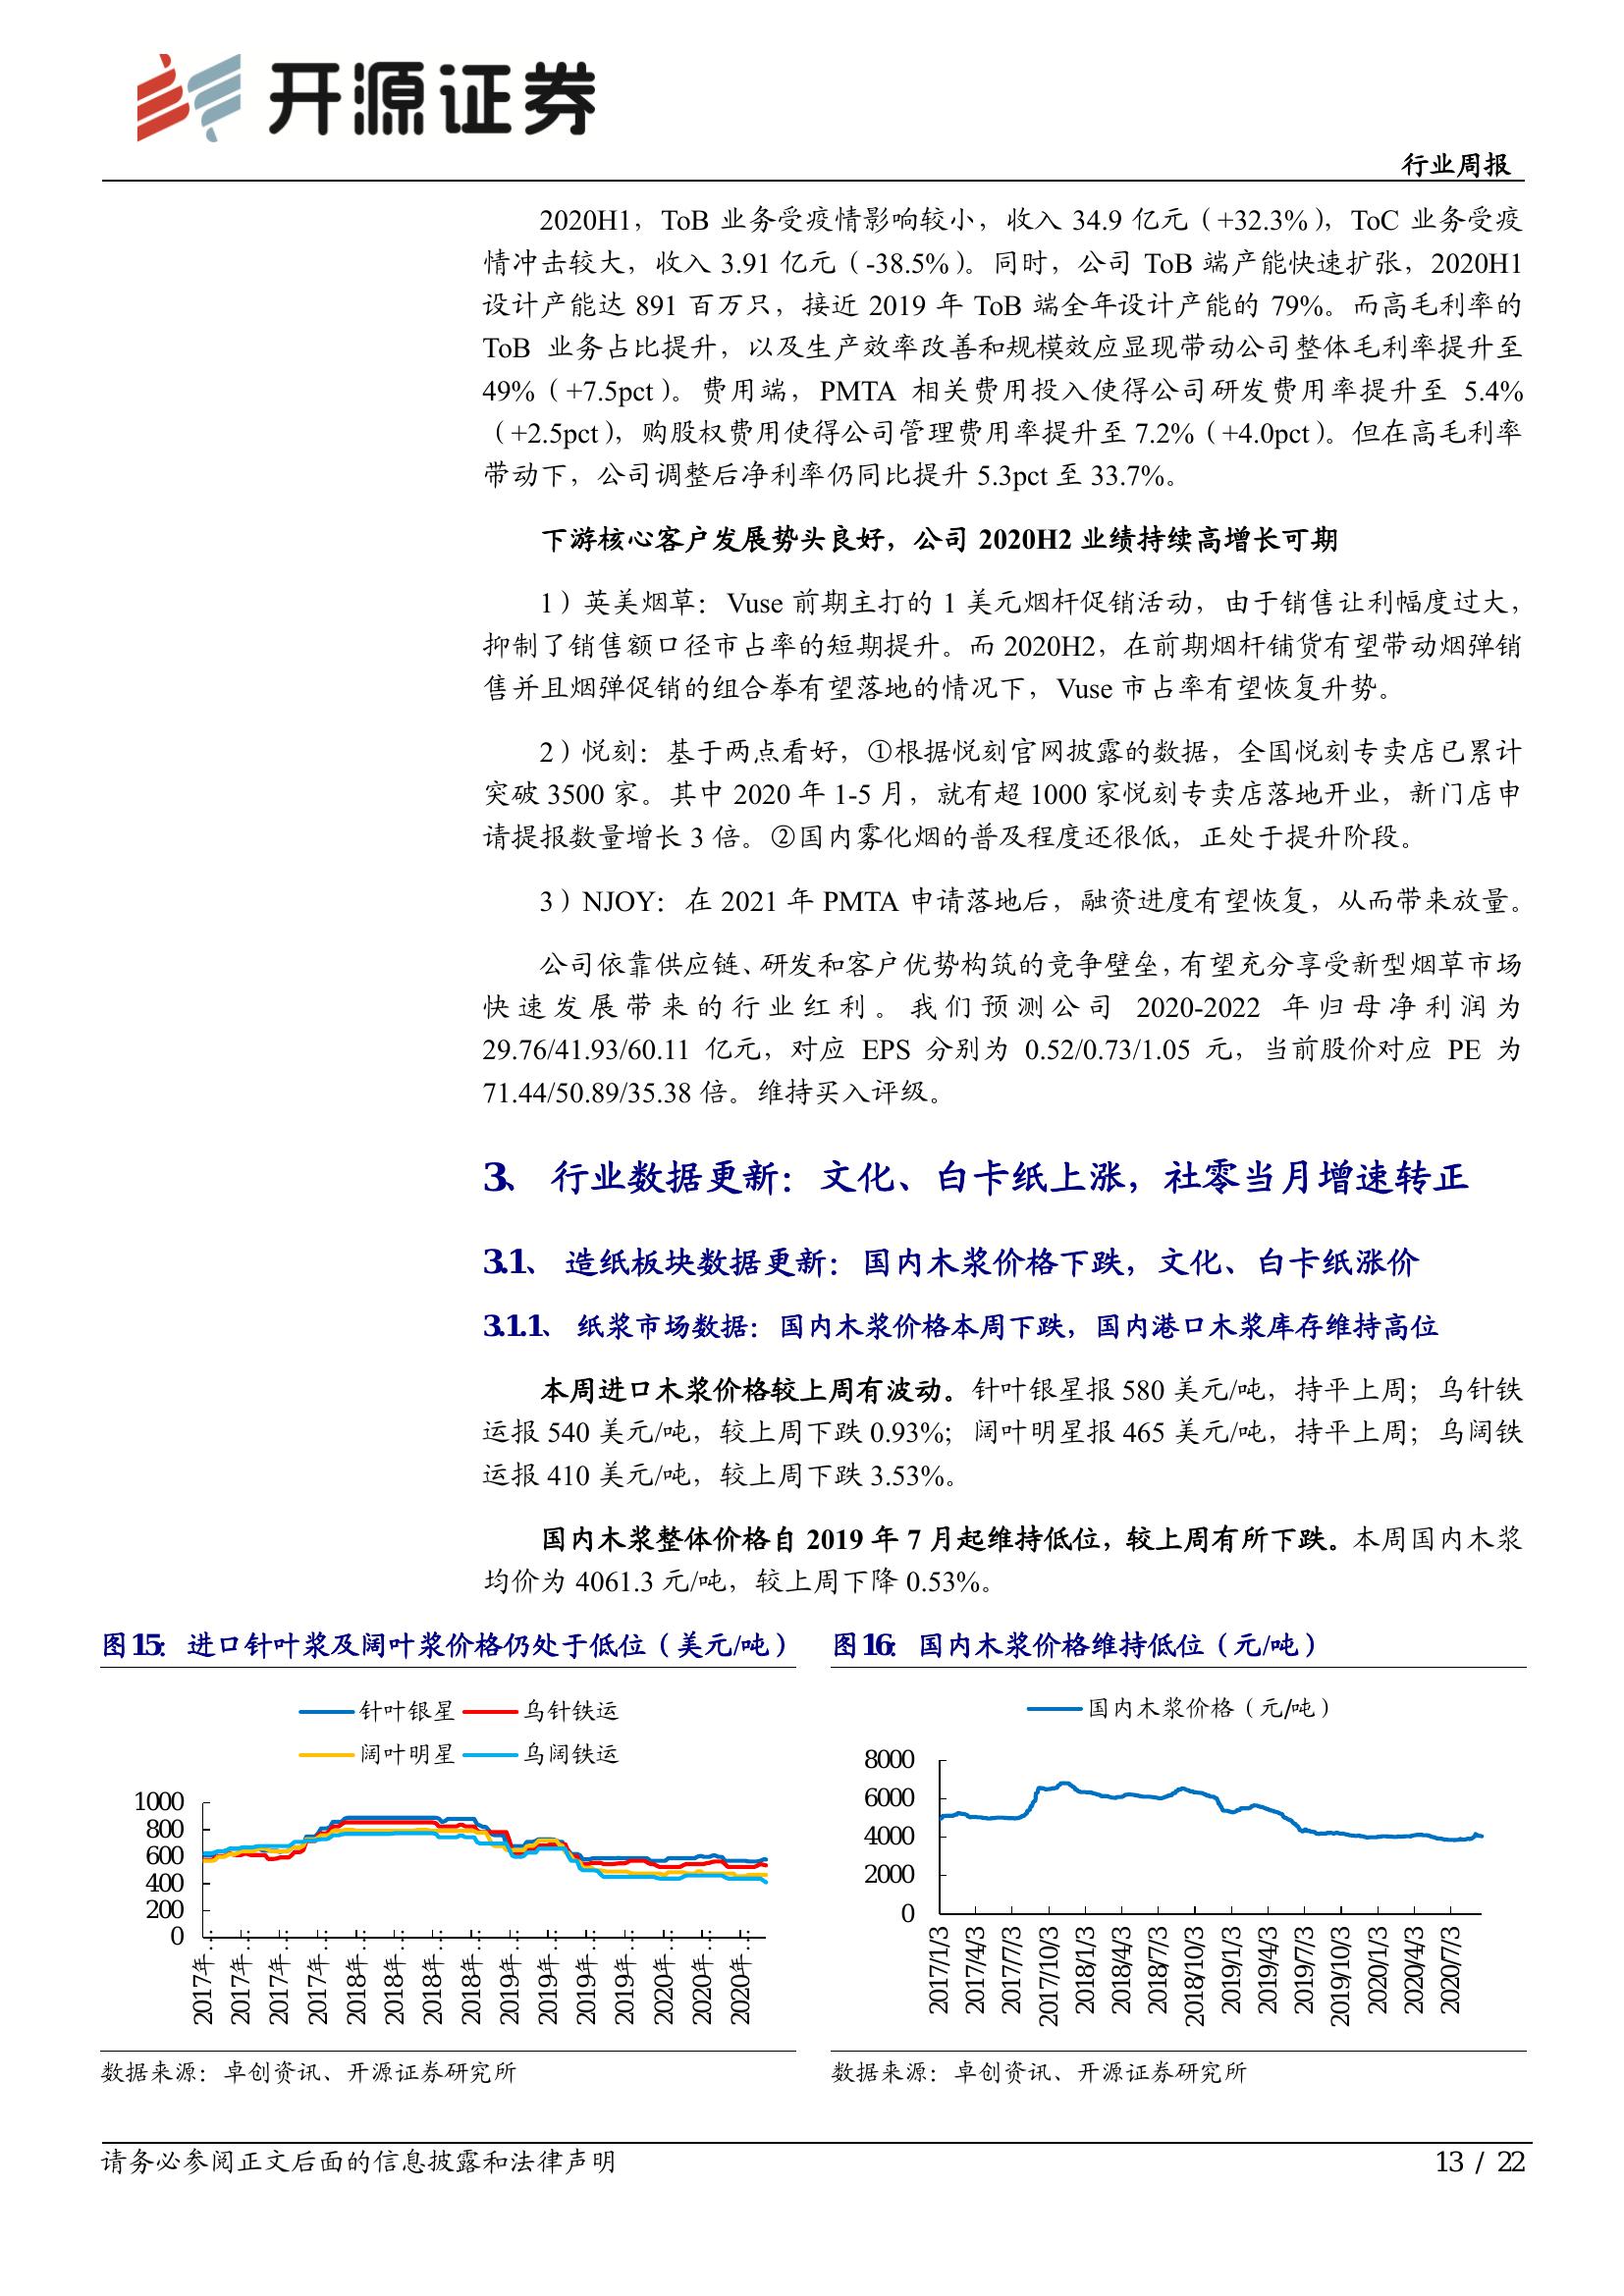 开源证券
行业周报
2020H1，ToB 业务受疫情影响较小，收入 34.9 亿元（+32.3%），ToC 业务受疫
情冲击较大，收入 3.91 亿元（-38.5%）。同时，公司 ToB 端产能快速扩张，2020H1
设计产能达 891 百万只，接近 2019 年 ToB 端全年设计产能的 79%。而高毛利率的
ToB 业务占比提升，以及生产效率改善和规模效应显现带动公司整体毛利率提升至
49%（+7.5pct）。费用端，PMTA 相关费用投入使得公司研发费用率提升至 5.4%
（+2.5pct），购股权费用使得公司管理费用率提升至 7.2%（+4.0pct）。但在高毛利率
带动下，公司调整后净利率仍同比提升 5.3pct 至 33.7%。
下游核心客户发展势头良好，公司 2020H2 业绩持续高增长可期
1）英美烟草：Vuse 前期主打的 1 美元烟杆促销活动，由于销售让利幅度过大，
抑制了销售额口径市占率的短期提升。而 2020H2，在前期烟杆铺货有望带动烟弹销
售并且烟弹促销的组合拳有望落地的情况下，Vuse 市占率有望恢复升势。
2）悦刻：基于两点看好，①根据悦刻官网披露的数据，全国悦刻专卖店已累计
突破 3500 家。其中 2020 年 1-5 月，就有超 1000 家悦刻专卖店落地开业，新门店申
请提报数量增长 3 倍。②国内雾化烟的普及程度还很低，正处于提升阶段。
3）NJOY：在 2021 年 PMTA 申请落地后，融资进度有望恢复，从而带来放量。
公司依靠供应链、研发和客户优势构筑的竞争壁垒，有望充分享受新型烟草市场
快速发展带来的行业红利。我们预测公司 2020-2022 年归母净利润为
29.76/41.93/60.11 亿元，对应 EPS 分别为 0.52/0.73/1.05 元，当前股价对应 PE 为
71.44/50.89/35.38 倍。维持买入评级。
3、 行业数据更新：文化、白卡纸上涨，社零当月增速转正
3.1、 造纸板块数据更新：国内木浆价格下跌，文化、白卡纸涨价
3.1.1、 纸浆市场数据：国内木浆价格本周下跌，国内港口木浆库存维持高位
本周进口木浆价格较上周有波动。针叶银星报 580 美元/吨，持平上周；乌针铁
运报 540 美元/吨，较上周下跌 0.93%；阔叶明星报 465 美元/吨，持平上周；乌阔铁
运报 410 美元/吨，较上周下跌 3.53%。
国内木浆整体价格自 2019 年 7 月起维持低位，较上周有所下跌。本周国内木浆
均价为 4061.3 元/吨，较上周下降 0.53%。
图15： 进口针叶浆及阔叶浆价格仍处于低位（美元/吨）
针叶银星 乌针铁运
阔叶明星 乌阔铁运
1000
800
600
400
200
0
2017年…
2017年…
2017年…
2017年…
2018年…
2018年…
2018年…
2018年…
2019年…
2019年…
2019年…
2019年…
2020年…
2020年…
2020年…
数据来源：卓创资讯、开源证券研究所
图16： 国内木浆价格维持低位（元/吨）
国内木浆价格（元/吨）
8000
6000
4000
2000
0
2017/1/3
2017/4/3
2017/7/3
2017/10/3
2018/1/3
2018/4/3
2018/7/3
2018/10/3
2019/1/3
2019/4/3
2019/7/3
2019/10/3
2020/1/3
2020/4/3
2020/7/3
数据来源：卓创资讯、开源证券研究所
请务必参阅正文后面的信息披露和法律声明
13 / 22